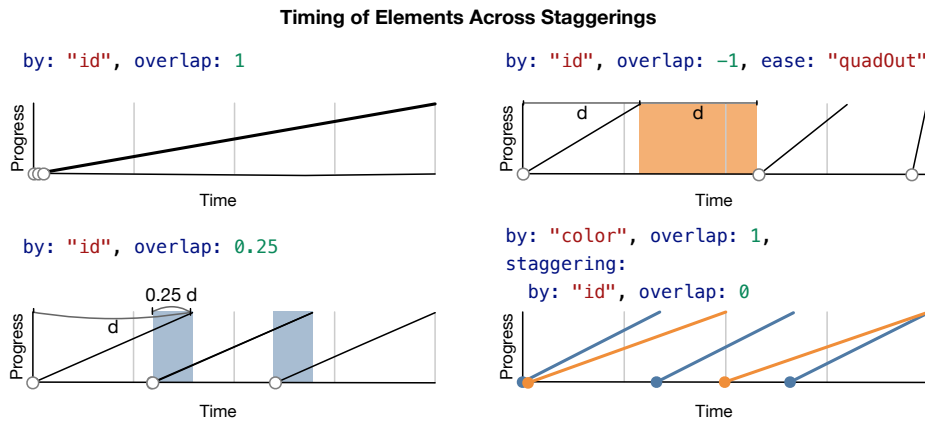 Timing of Elements Across Staggerings
by: "id", overlap: 1
Progress
Time
by: "id", overlap: -1, ease: "quadOut"
Progress
d
d
Time
by: "id", overlap: 0.25
0.25 d
d
Progress
Time
by: "color", overlap: 1,
staggering:
by: "id", overlap: 0
Progress
Time